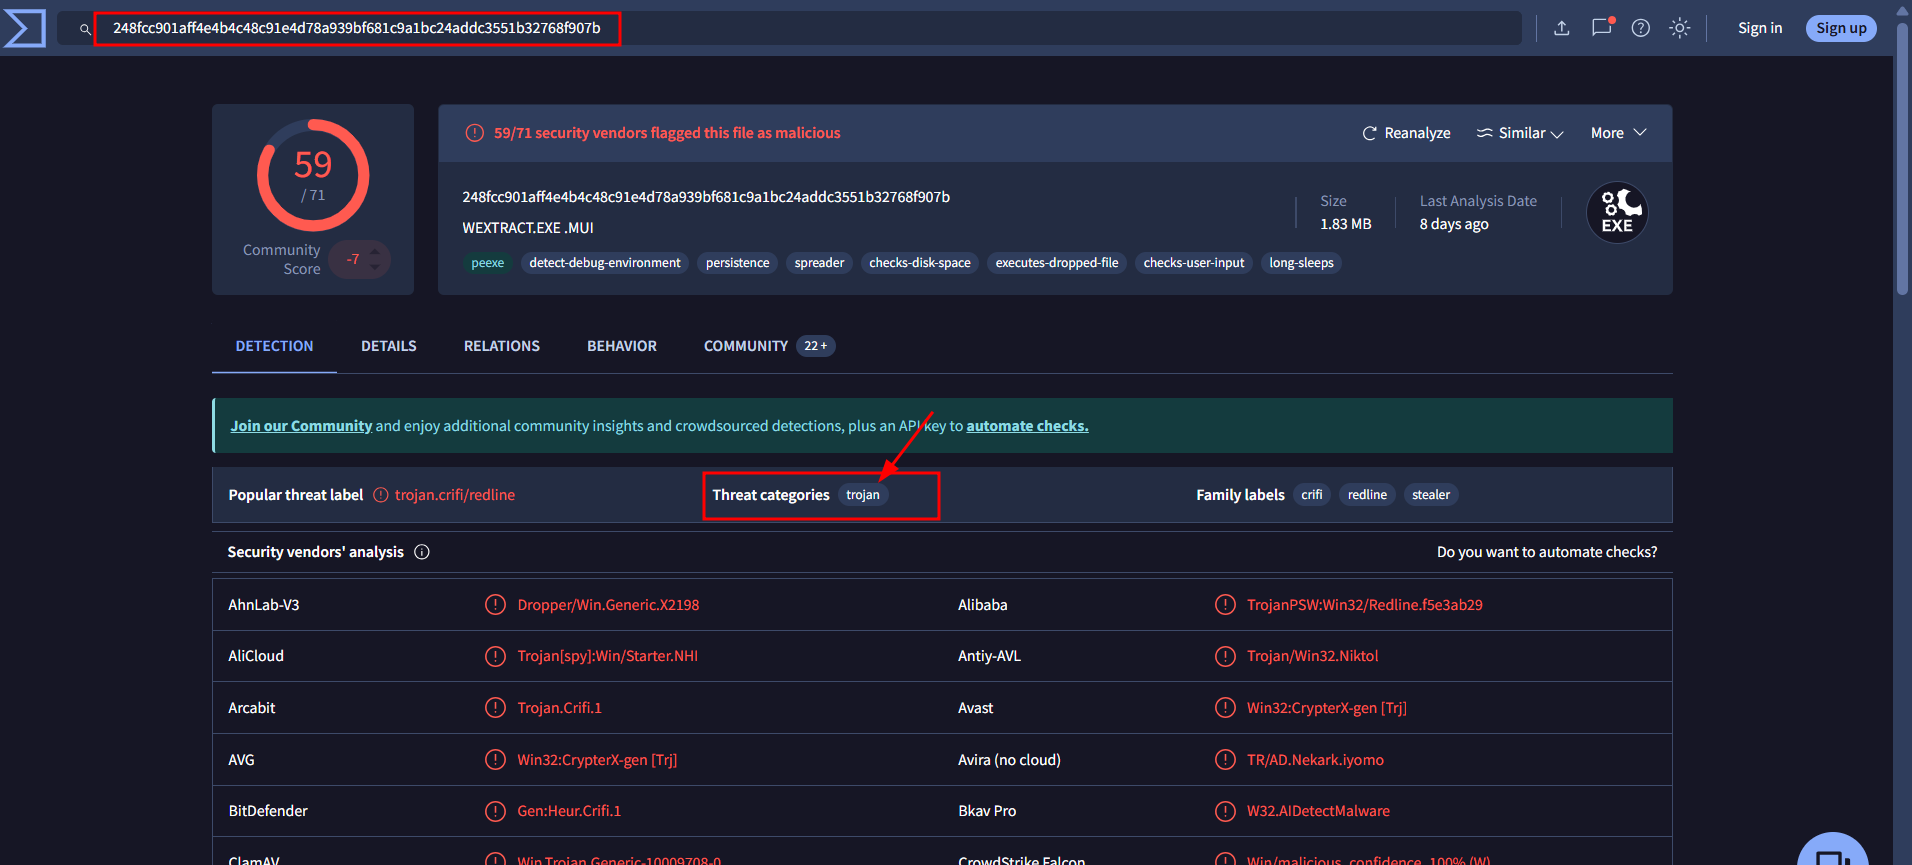 248fcc901aff4e4b4c48c91e4d78a939bf681c9a1bc24addc3551b32768f907b
Sign in
Sign up
59
/ 71
Community
Score
-7
59/71 security vendors flagged this file as malicious
Reanalyze
Similar
More
248fcc901aff4e4b4c48c91e4d78a939bf681c9a1bc24addc3551b32768f907b
WEXTRACT.EXE .MUI
Size
1.83 MB
Last Analysis Date
8 days ago
EXE
peexe
detect-debug-environment
persistence
spreader
checks-disk-space
executes-dropped-file
checks-user-input
long-sleeps
DETECTION
DETAILS
RELATIONS
BEHAVIOR
COMMUNITY
22 +
Join our Community and enjoy additional community insights and crowdsourced detections, plus an API key to automate checks.
Popular threat label
trojan.crifi/redline
Threat categories
trojan
Family labels
crifi
redline
stealer
Security vendors' analysis
Do you want to automate checks?
AhnLab-V3
Dropper/Win.Generic.X2198
Alibaba
TrojanPSW:Win32/Redline.f5e3ab29
AliCloud
Trojan[spy]:Win/Starter.NHI
Antiy-AVL
Trojan/Win32.Niktol
Arcabit
Trojan.Crifi.1
Avast
Win32:CrypterX-gen [Trj]
AVG
Win32:CrypterX-gen [Trj]
Avira (no cloud)
TR/AD.Nekark.iyomo
BitDefender
Gen:Heur.Crifi.1
Bkav Pro
W32.AIDetectMalware
ClamAV
Win.Trojan.Generic-10009708-0
CrowdStrike Falcon
Win/malicious_confidence_100% (W)